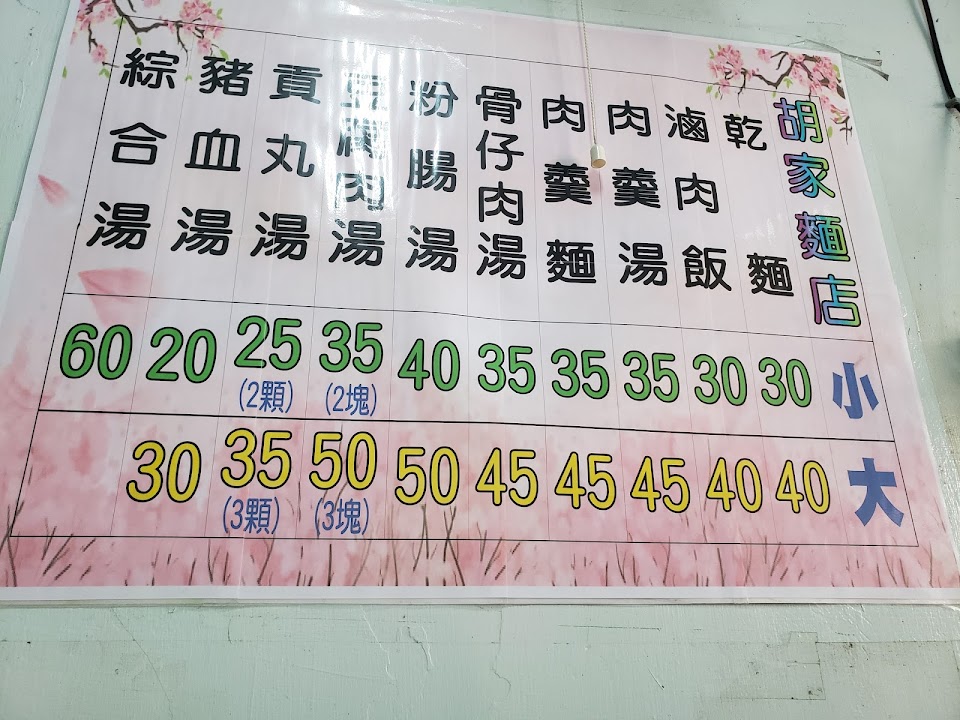 胡家麵店
乾麵
滷肉飯
肉羹湯
肉羹麵
骨仔肉湯
粉腸湯
豆腐肉湯
貢丸湯
豬血湯
綜合湯
小
30
30
35
35
35
40
35
(2塊)
25
(2顆)
20
60
大
40
40
45
45
45
50
50
(3塊)
35
(3顆)
30